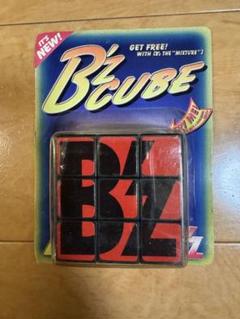 IT'S
NEW!
GET FREE!
WITH (B'z THE "MIXTURE")
B'z
CUBE
B'z